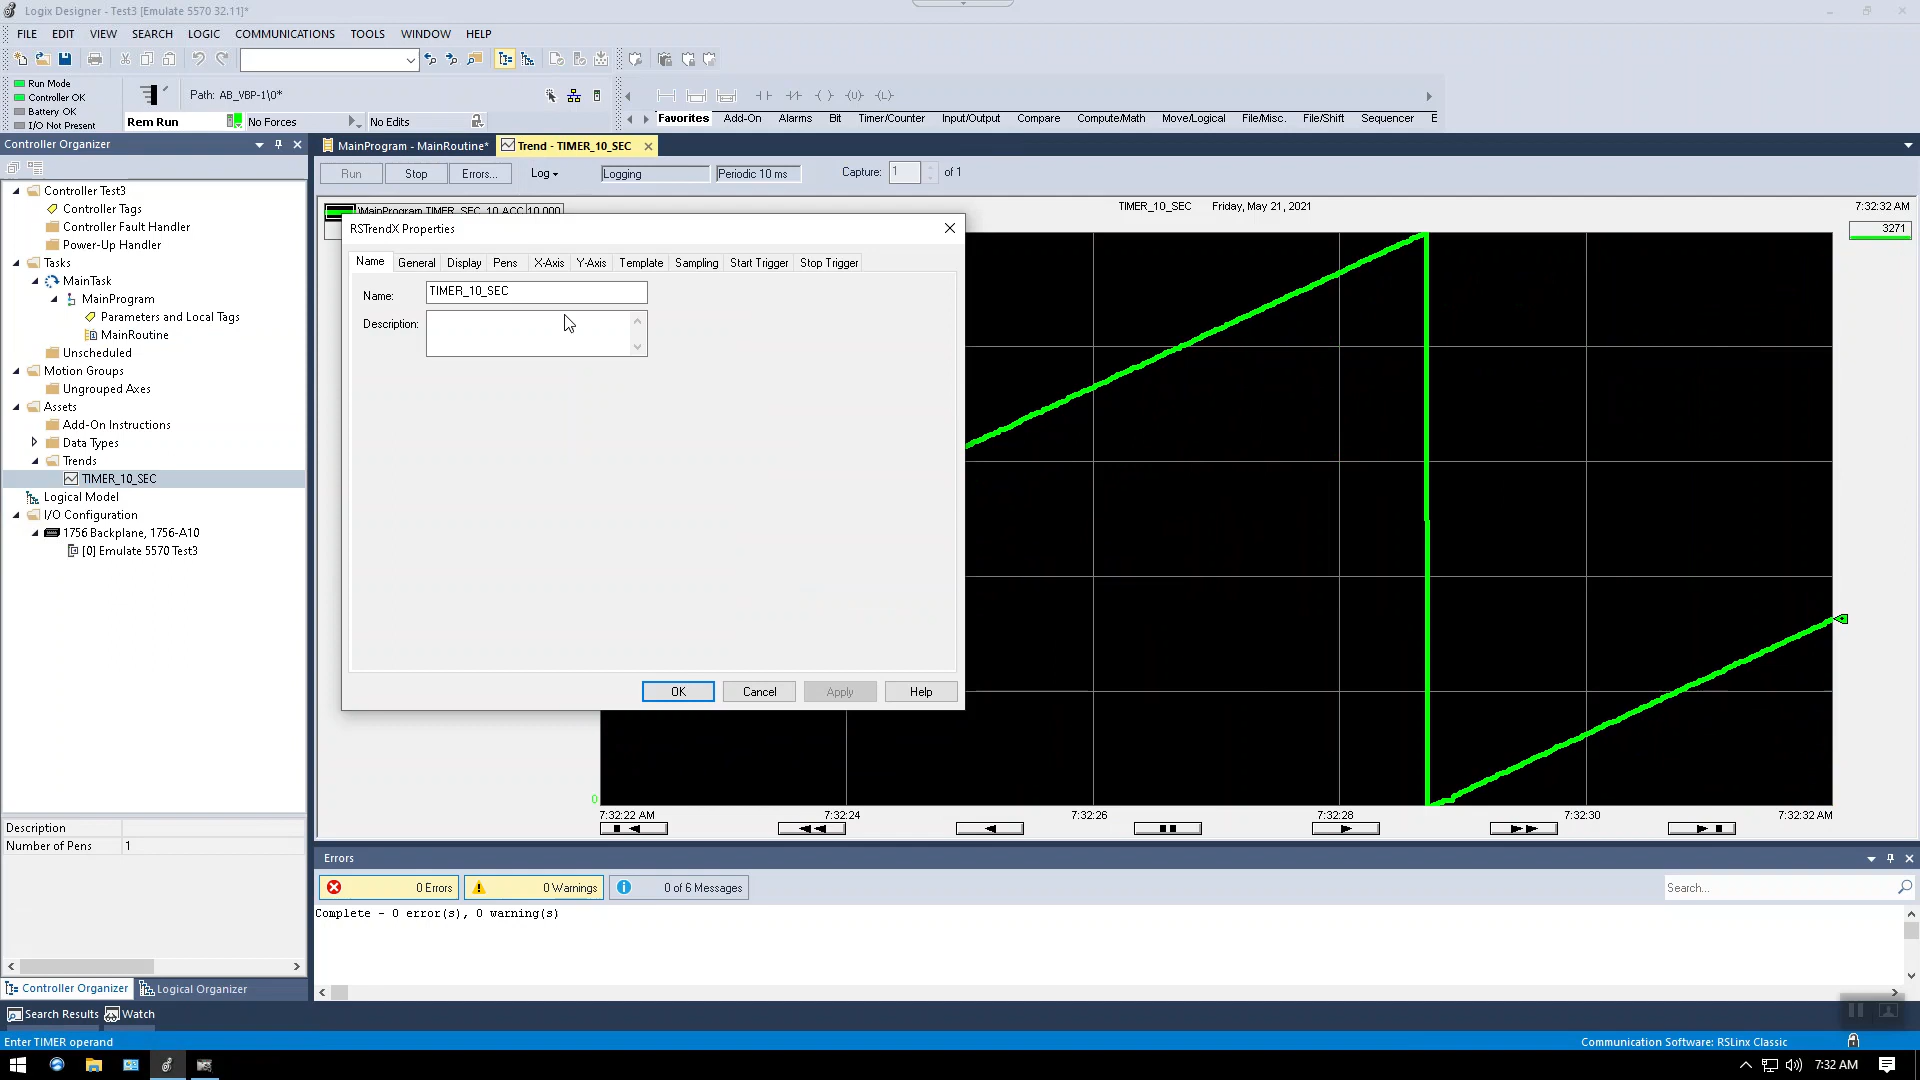 Logix Designer - Test3 [Emulate 5570 32.11]*
FILE EDIT VIEW SEARCH LOGIC COMMUNICATIONS TOOLS WINDOW HELP
Run Mode
Controller OK
Battery OK
I/O Not Present
Path: AB_VBP-1\0*
Rem Run No Forces No Edits
Favorites Add-On Alarms Bit Timer/Counter Input/Output Compare Compute/Math Move/Logical File/Misc. File/Shift Sequencer E
Controller Organizer
MainProgram - MainRoutine* Trend - TIMER_10_SEC
Run Stop Errors... Log Logging Periodic 10 ms Capture: 1 of 1
Controller Test3
Controller Tags
Controller Fault Handler
Power-Up Handler
Tasks
MainTask
MainProgram
Parameters and Local Tags
MainRoutine
Unscheduled
Motion Groups
Ungrouped Axes
Assets
Add-On Instructions
Data Types
Trends
TIMER_10_SEC
Logical Model
I/O Configuration
1756 Backplane, 1756-A10
[0] Emulate 5570 Test3
\MainProgram.TIMER_SEC_10.ACC 10,000
TIMER_10_SEC Friday, May 21, 2021 7:32:32 AM
3271
RSTrendX Properties
Name General Display Pens X-Axis Y-Axis Template Sampling Start Trigger Stop Trigger
Name: TIMER_10_SEC
Description:
OK Cancel Apply Help
0
7:32:22 AM 7:32:24 7:32:26 7:32:28 7:32:30 7:32:32 AM
Description
Number of Pens 1
Controller Organizer Logical Organizer
Errors
0 Errors 0 Warnings 0 of 6 Messages Search...
Complete - 0 error(s), 0 warning(s)
Search Results Watch
Enter TIMER operand Communication Software: RSLinx Classic
7:32 AM